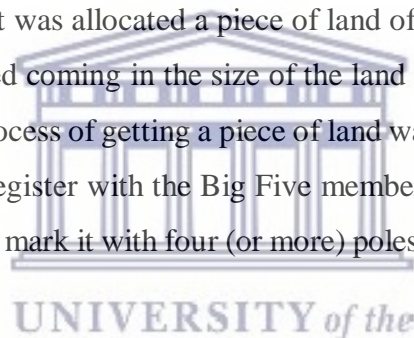 t was allocated a piece of land of
ed coming in the size of the land
ocess of getting a piece of land wa
egister with the Big Five membe
mark it with four (or more) poles
UNIVERSITY of the